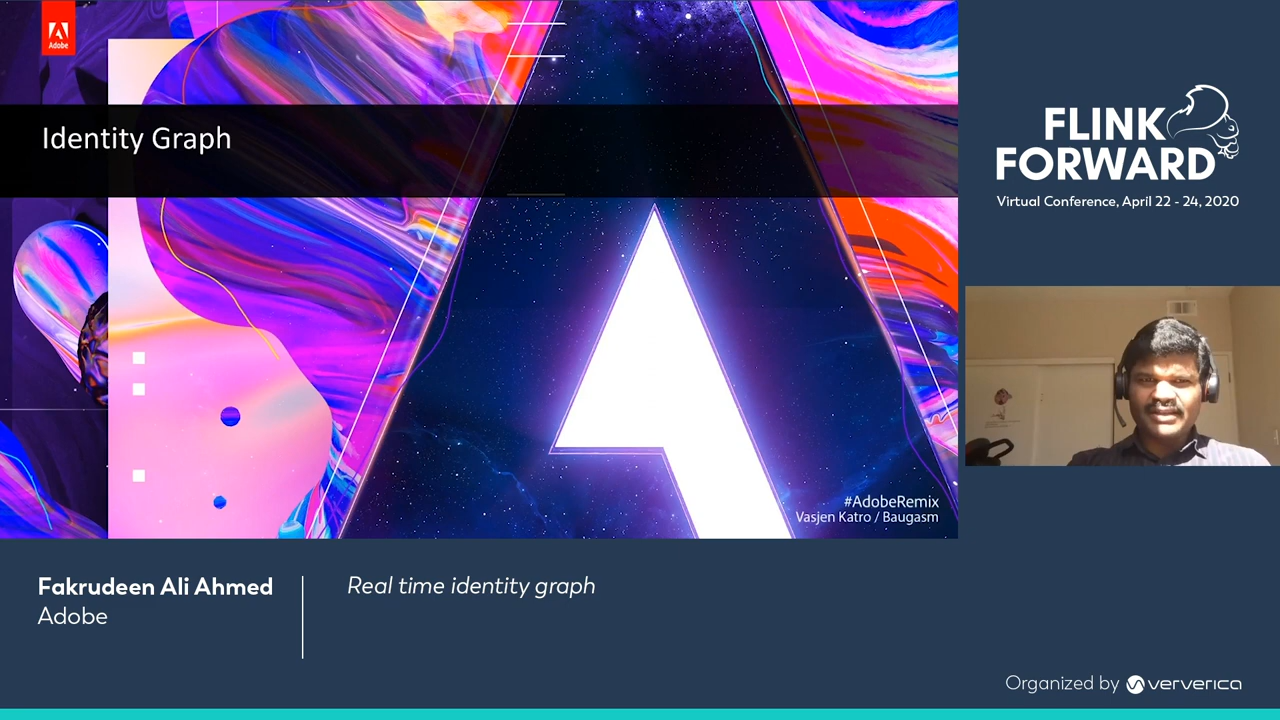 Adobe
Identity Graph
#AdobeRemix
Vasjen Katro / Baugasm
FLINK
FORWARD
Virtual Conference, April 22 - 24, 2020
Fakrudeen Ali Ahmed
Adobe
Real time identity graph
Organized by ververica